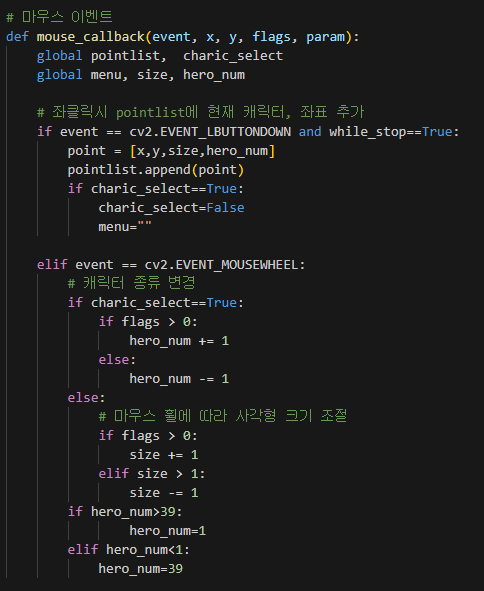 # 마우스 이벤트
def mouse_callback(event, x, y, flags, param):
    global pointlist,  charic_select
    global menu, size, hero_num

    # 좌클릭시 pointlist에 현재 캐릭터, 좌표 추가
    if event == cv2.EVENT_LBUTTONDOWN and while_stop==True:
        point = [x,y,size,hero_num]
        pointlist.append(point)
        if charic_select==True:
            charic_select=False
            menu=""

    elif event == cv2.EVENT_MOUSEWHEEL:
        # 캐릭터 종류 변경
        if charic_select==True:
            if flags > 0:
                hero_num += 1
            else:
                hero_num -= 1
        else:
            # 마우스 휠에 따라 사각형 크기 조절
            if flags > 0:
                size += 1
            elif size > 1:
                size -= 1
        if hero_num>39:
                hero_num=1
        elif hero_num<1:
            hero_num=39